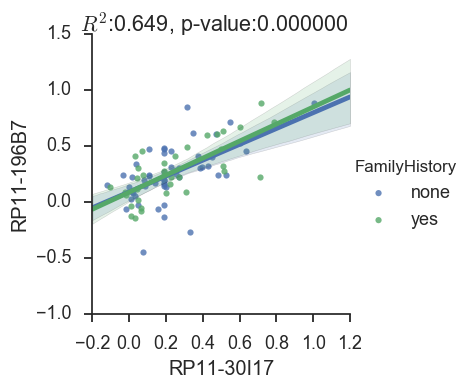 R²:0.649, p-value:0.000000
1.5
1.0
0.5
0.0
−0.5
−1.0
RP11-196B7
−0.2 0.0 0.2 0.4 0.6 0.8 1.0 1.2
RP11-30I17
FamilyHistory
none
yes